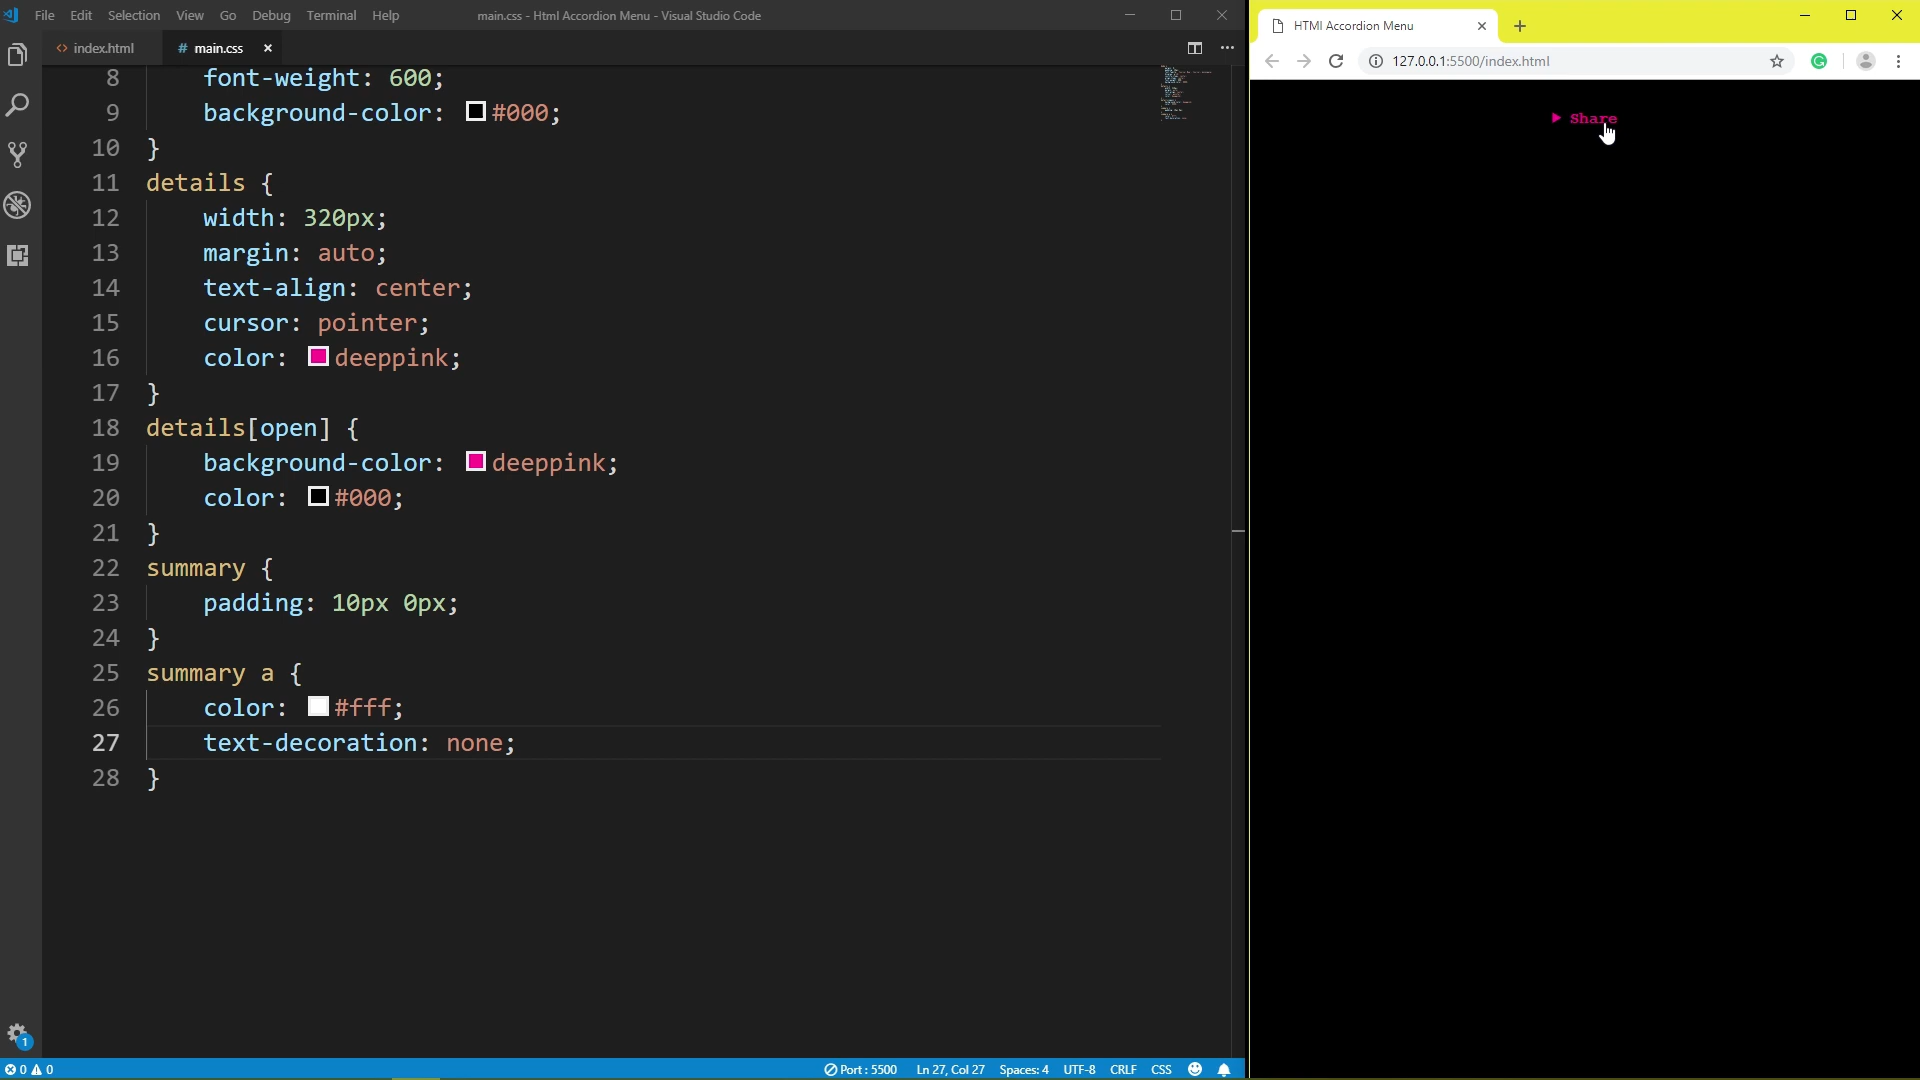 File Edit Selection View Go Debug Terminal Help
main.css - Html Accordion Menu - Visual Studio Code
index.html
# main.css
8 font-weight: 600;
9 background-color: #000;
10 }
11 details {
12 width: 320px;
13 margin: auto;
14 text-align: center;
15 cursor: pointer;
16 color: deeppink;
17 }
18 details[open] {
19 background-color: deeppink;
20 color: #000;
21 }
22 summary {
23 padding: 10px 0px;
24 }
25 summary a {
26 color: #fff;
27 text-decoration: none;
28 }
1
0 0
Port : 5500 Ln 27, Col 27 Spaces: 4 UTF-8 CRLF CSS
HTMl Accordion Menu
127.0.0.1:5500/index.html
Share